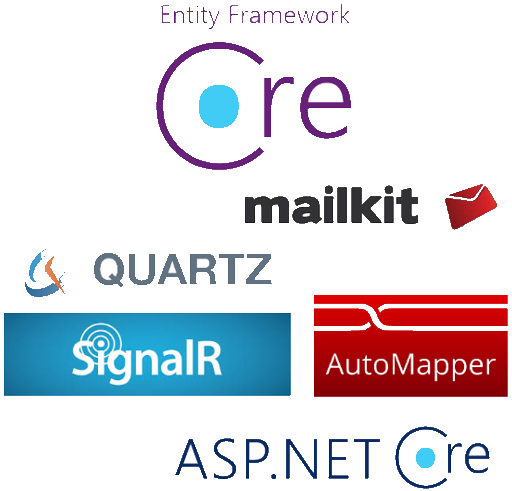 Entity Framework
Core
mailkit
QUARTZ
SignalR
AutoMapper
ASP.NET Core